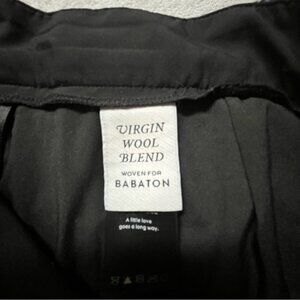 VIRGIN
WOOL
BLEND
WOVEN FOR
BABATON
A little love
goes a long way.